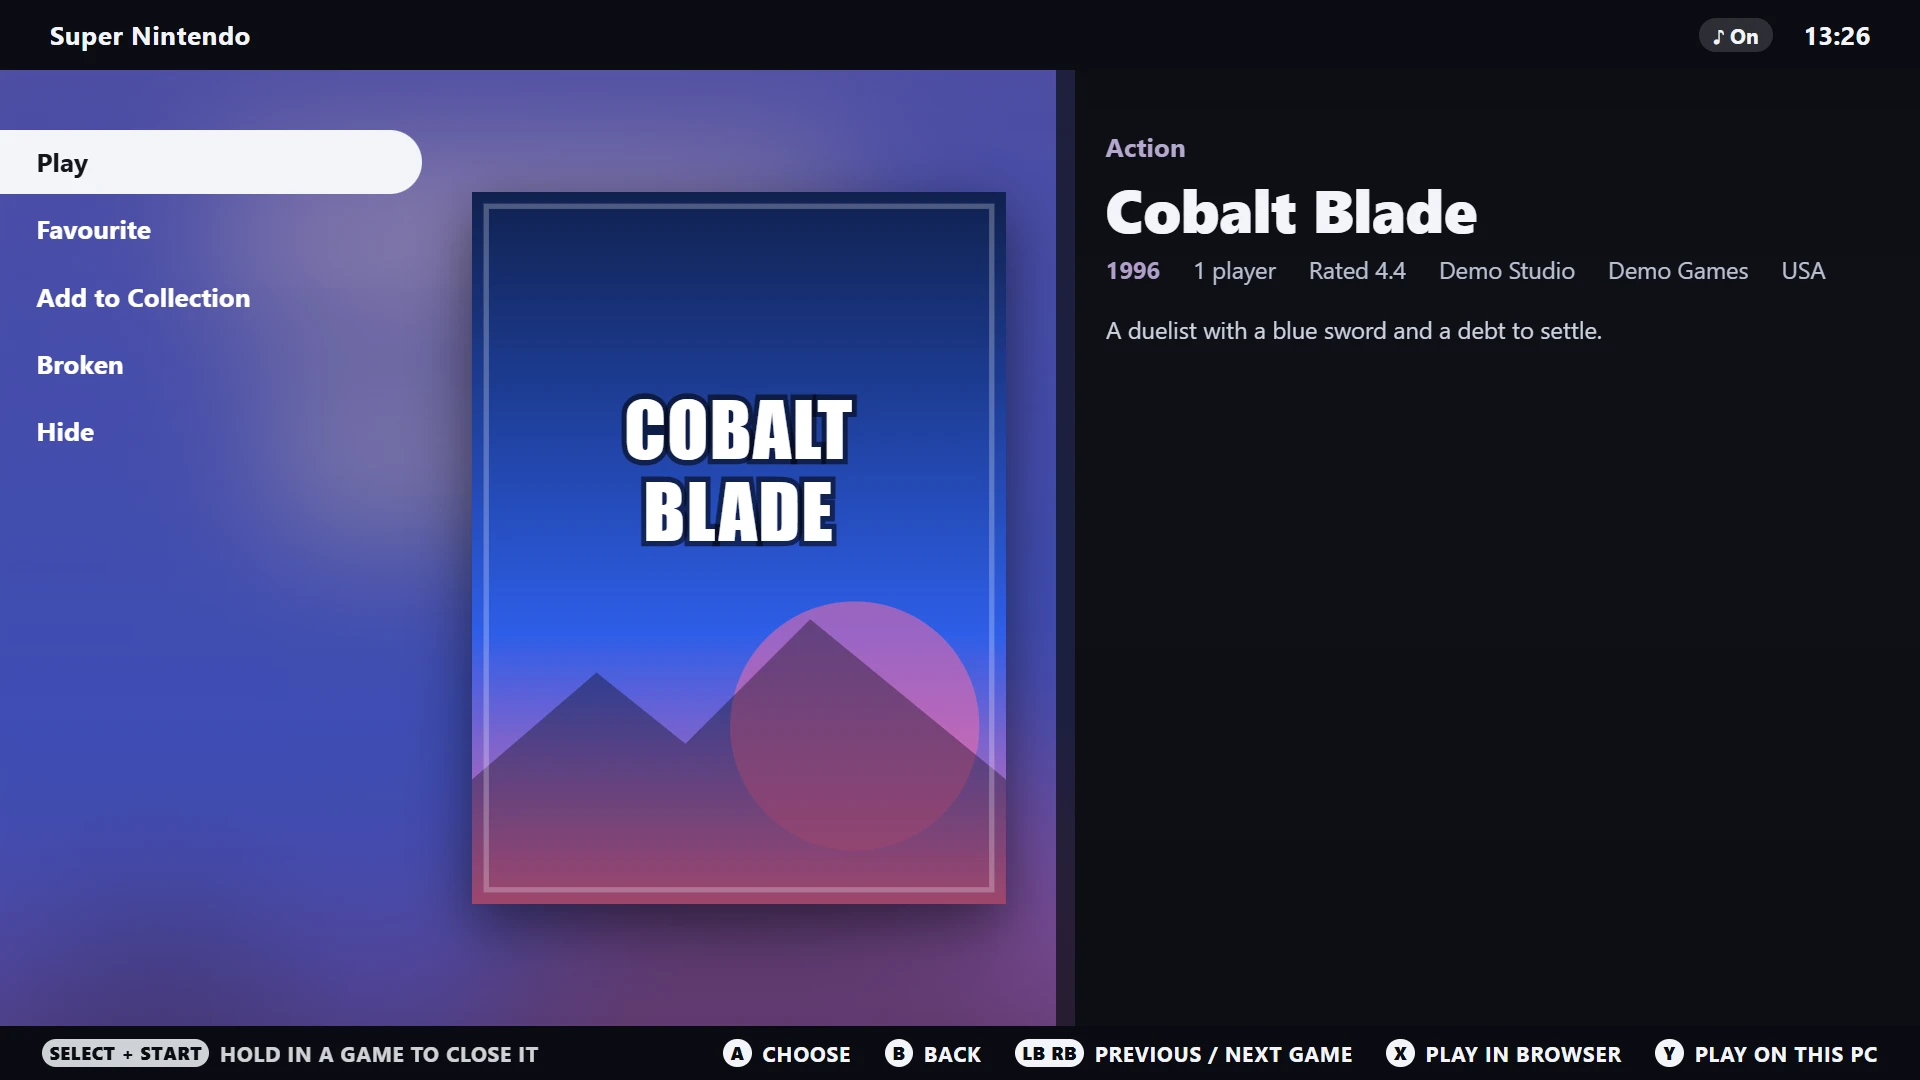 Super Nintendo
♪ On
13:26
Play
Favourite
Add to Collection
Broken
Hide
COBALT
BLADE
Action
Cobalt Blade
1996 1 player Rated 4.4 Demo Studio Demo Games USA
A duelist with a blue sword and a debt to settle.
SELECT + START HOLD IN A GAME TO CLOSE IT
A CHOOSE B BACK LB RB PREVIOUS / NEXT GAME X PLAY IN BROWSER Y PLAY ON THIS PC